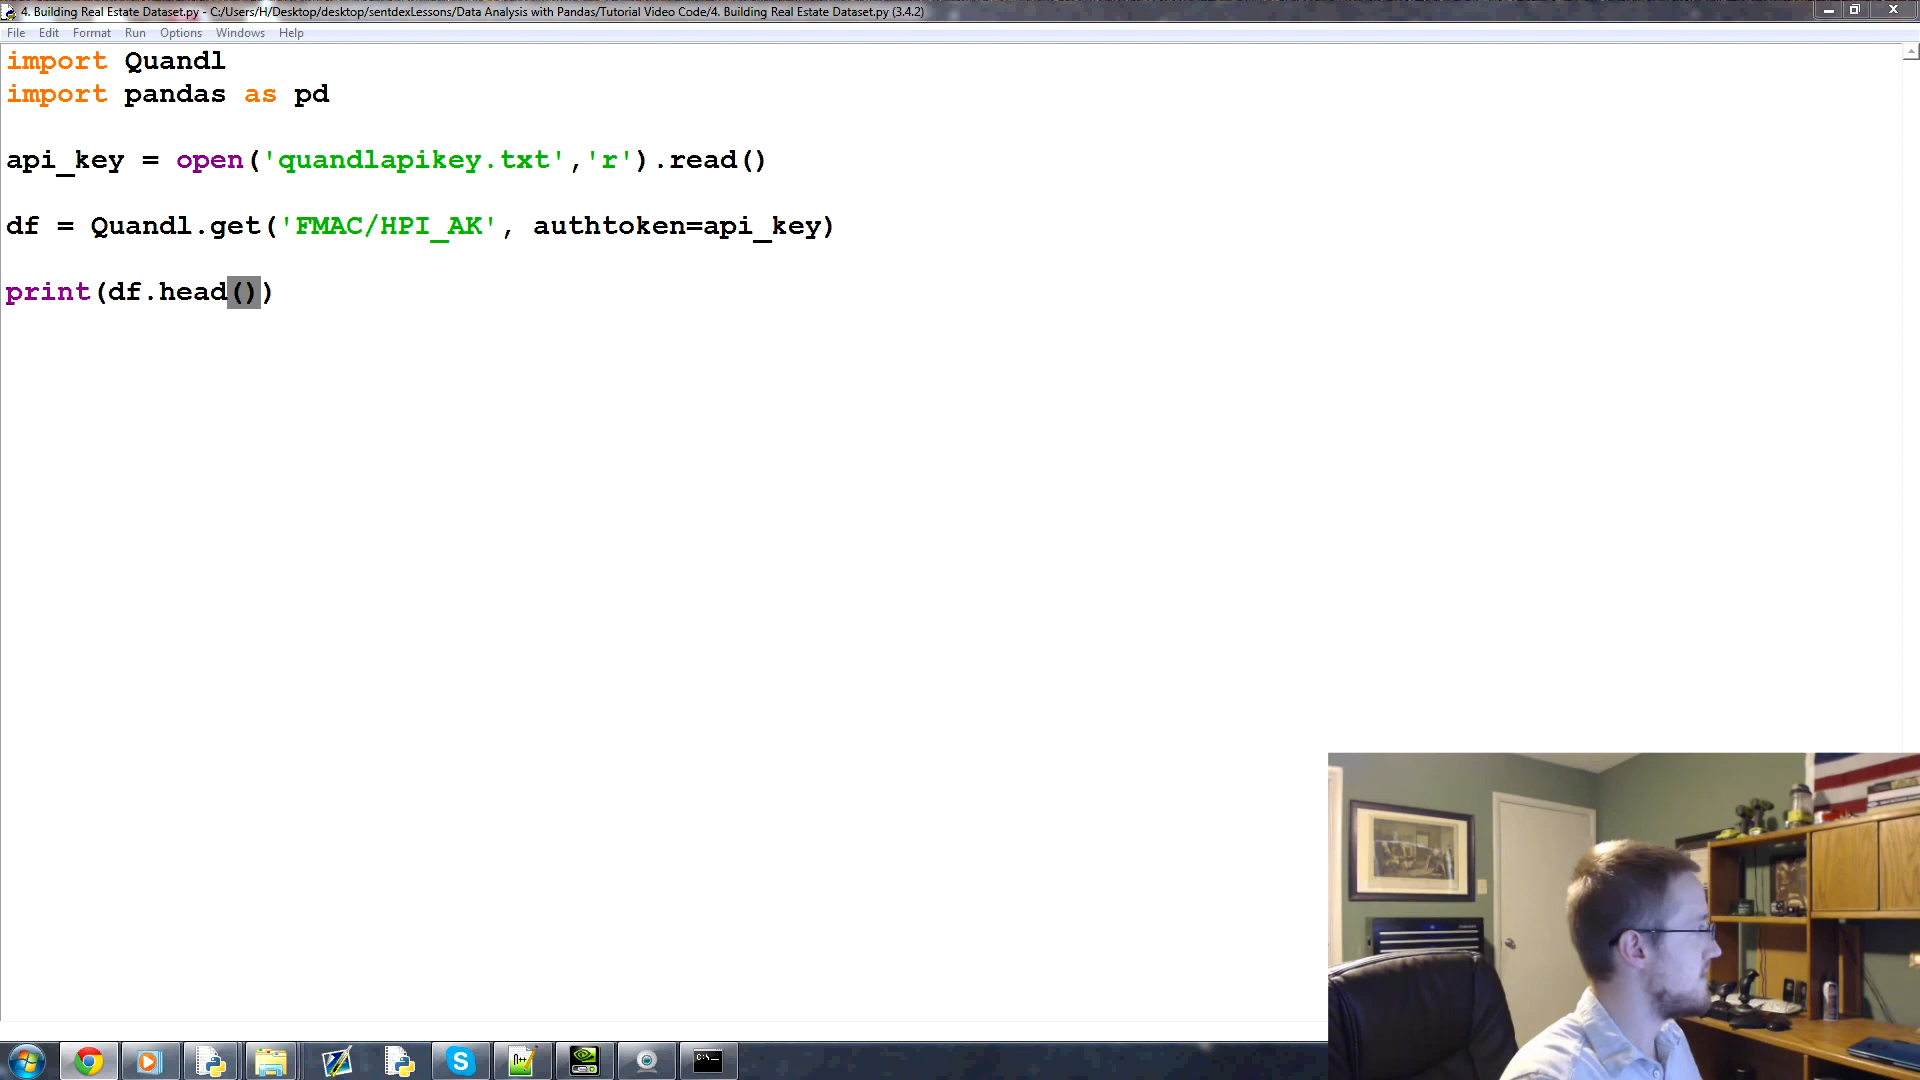 4. Building Real Estate Dataset.py - C:/Users/H/Desktop/desktop/sentdexLessons/Data Analysis with Pandas/Tutorial Video Code/4. Building Real Estate Dataset.py (3.4.2)
File Edit Format Run Options Windows Help
import Quandl
import pandas as pd
api_key = open('quandlapikey.txt','r').read()
df = Quandl.get('FMAC/HPI_AK', authtoken=api_key)
print(df.head())